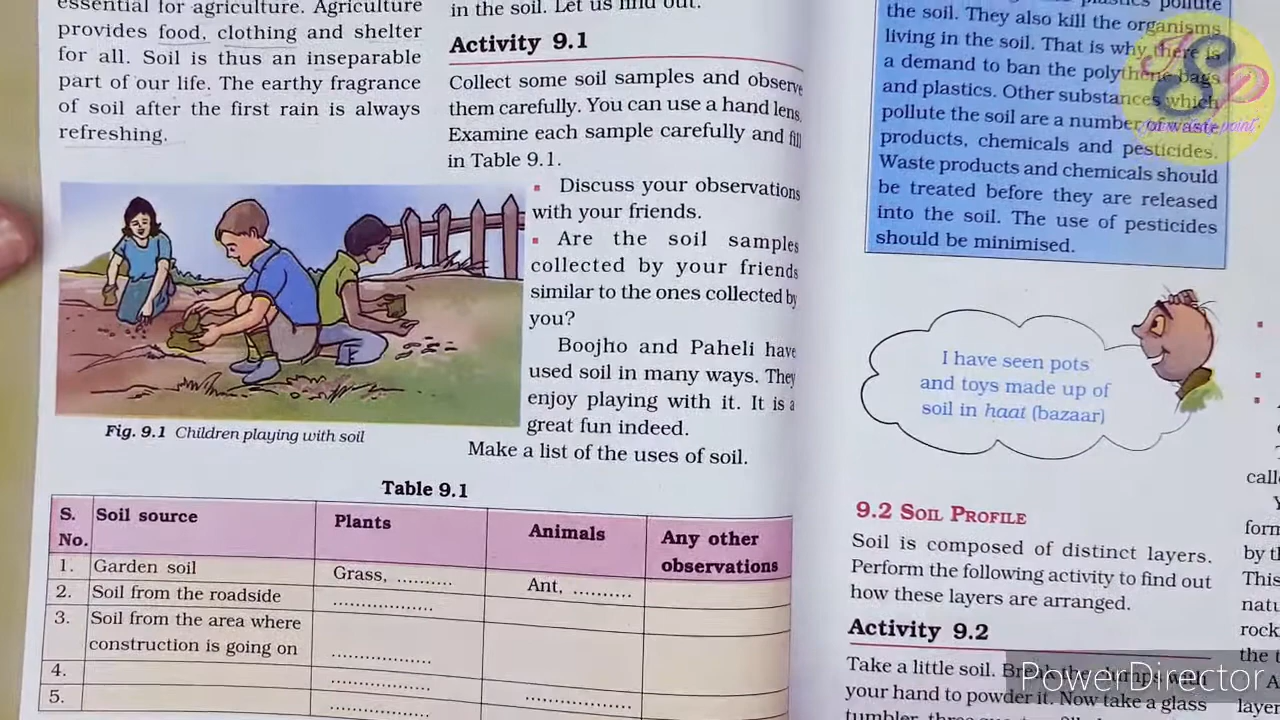 essential for agriculture. Agriculture
provides food, clothing and shelter
for all. Soil is thus an inseparable
part of our life. The earthy fragrance
of soil after the first rain is always
refreshing.
Fig. 9.1 Children playing with soil
in the soil. Let us find out.
Activity 9.1
Collect some soil samples and observe
them carefully. You can use a hand lens.
Examine each sample carefully and fill
in Table 9.1.
▪ Discuss your observations
with your friends.
▪ Are the soil samples
collected by your friends
similar to the ones collected by
you?
Boojho and Paheli have
used soil in many ways. They
enjoy playing with it. It is a
great fun indeed.
Make a list of the uses of soil.
Table 9.1
S. No. Soil source Plants Animals Any other observations
1. Garden soil Grass, .......... Ant, ..........
2. Soil from the roadside ..................
3. Soil from the area where
construction is going on ..................
4. .................. 
5. .................. ...................
plastics pollute
the soil. They also kill the organisms
living in the soil. That is why there is
a demand to ban the polythene bags
and plastics. Other substances which
pollute the soil are a number of waste
products, chemicals and pesticides.
Waste products and chemicals should
be treated before they are released
into the soil. The use of pesticides
should be minimised.
I have seen pots
and toys made up of
soil in haat (bazaar)
9.2 SOIL PROFILE
Soil is composed of distinct layers.
Perform the following activity to find out
how these layers are arranged.
Activity 9.2
Take a little soil. Break the clumps with
your hand to powder it. Now take a glass
tumbler, three
PowerDirector